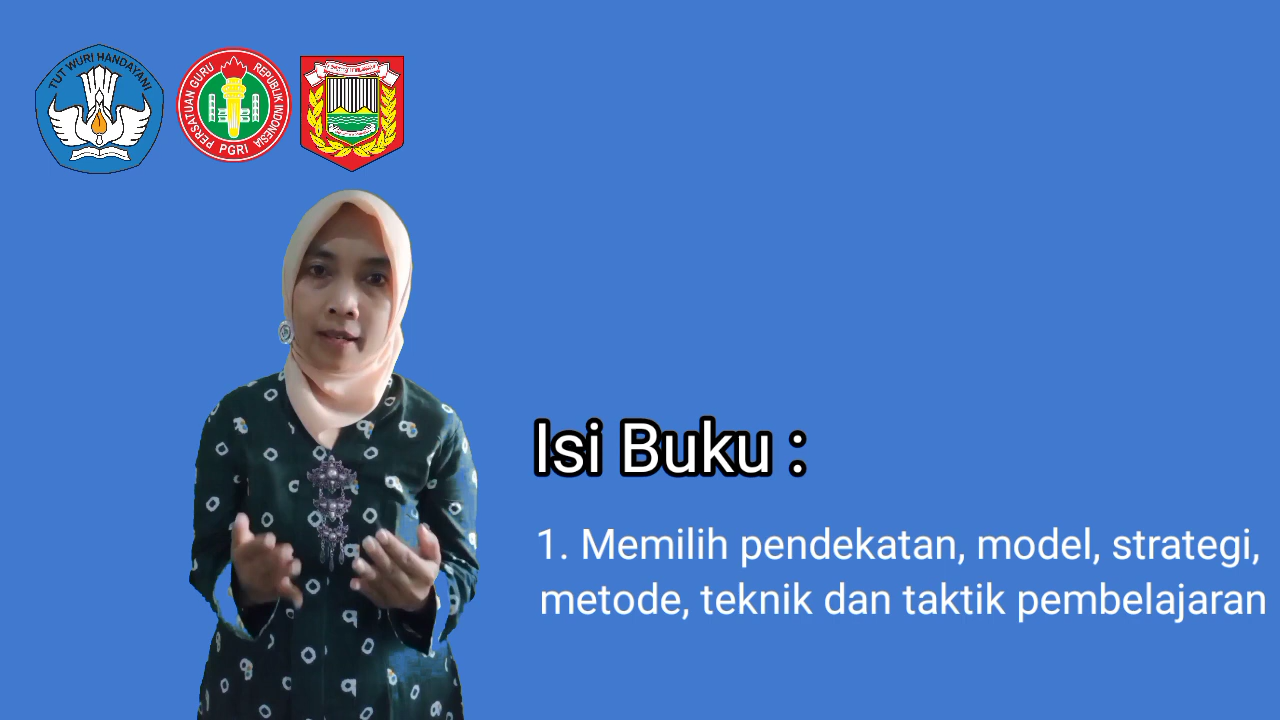 TUT WURI HANDAYANI
PERSATUAN GURU REPUBLIK INDONESIA
PGRI
Isi Buku :
1. Memilih pendekatan, model, strategi,
metode, teknik dan taktik pembelajaran